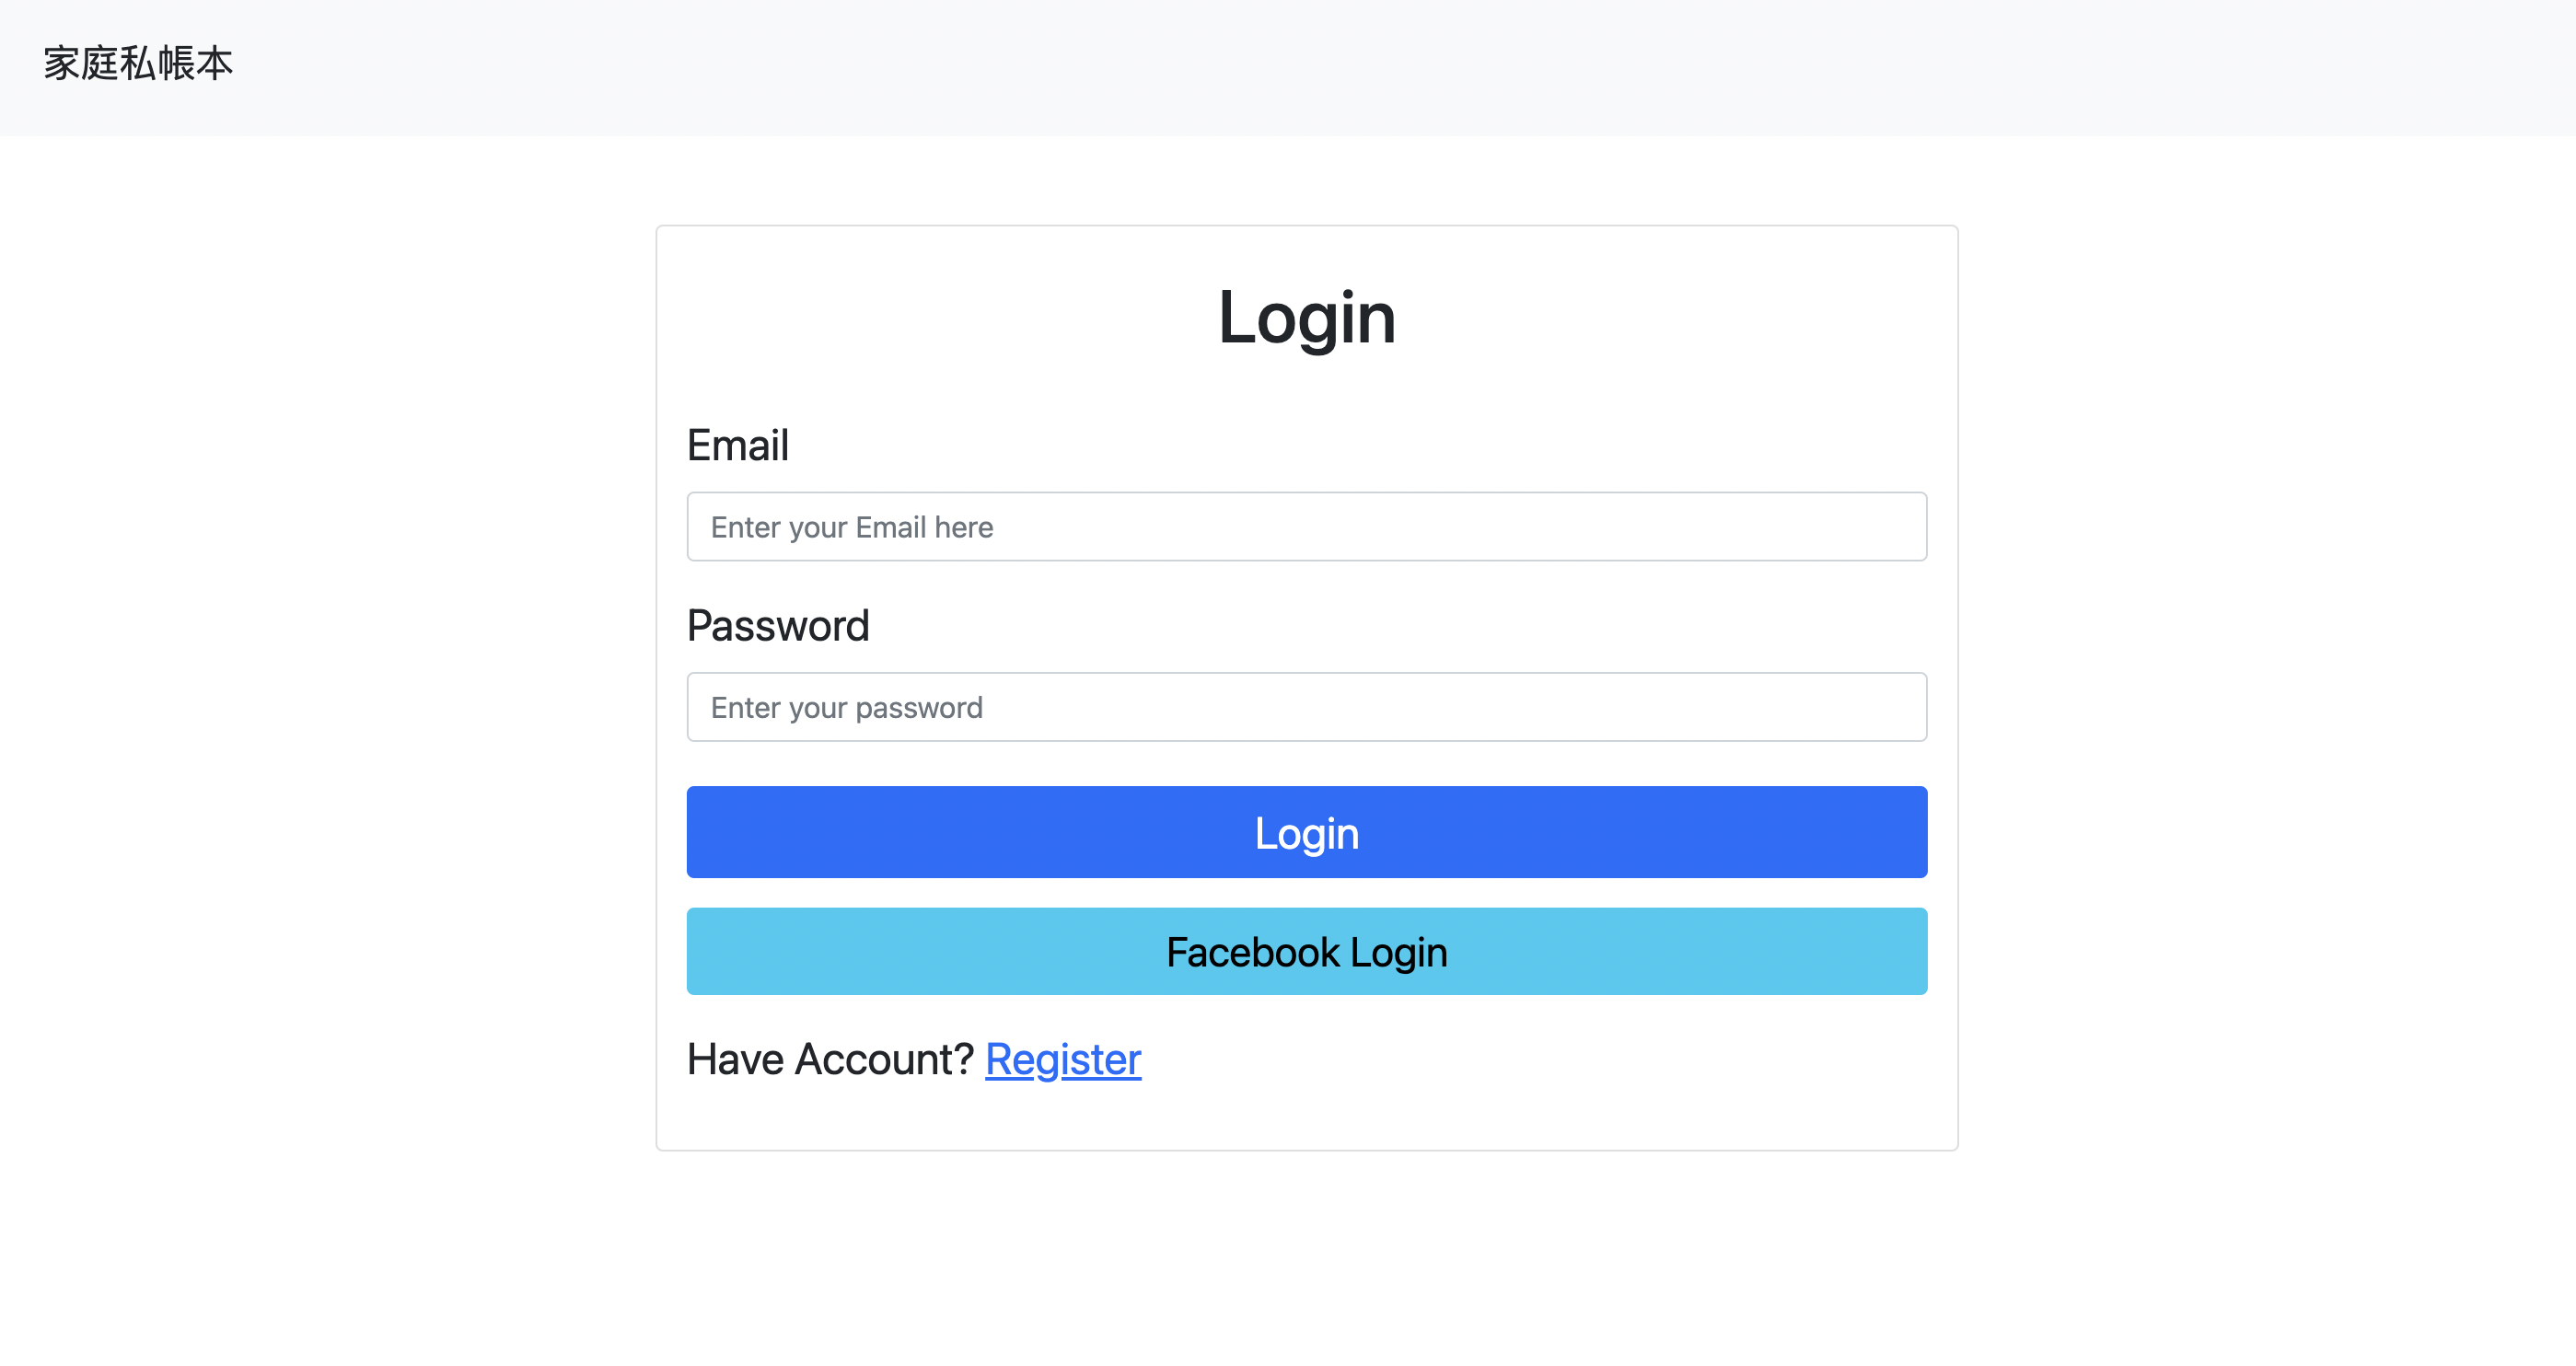 家庭私帳本
Login
Email
Enter your Email here
Password
Enter your password
Login
Facebook Login
Have Account? Register